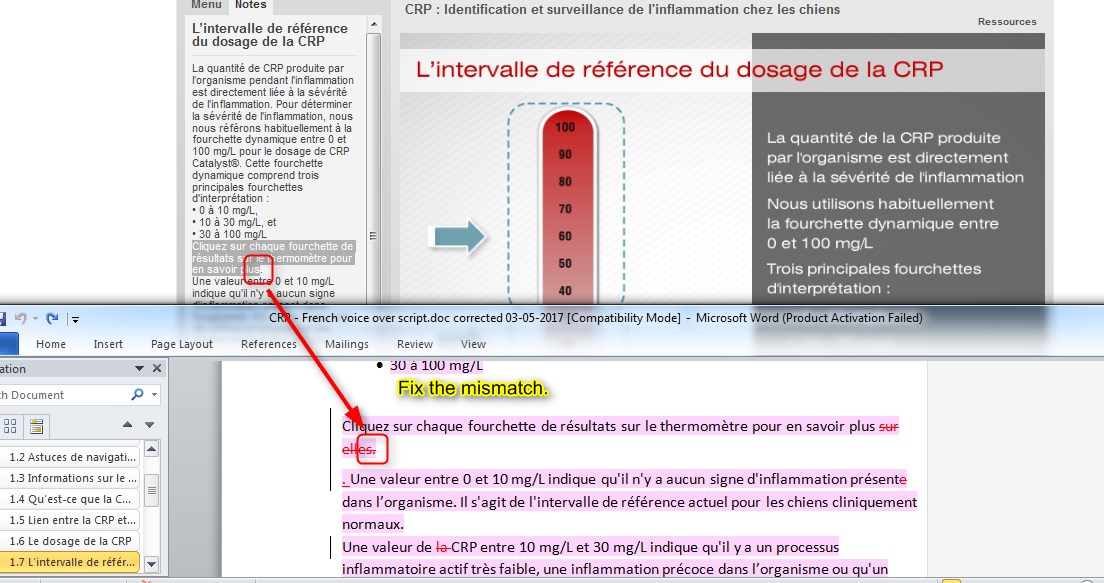 Menu Notes
CRP : Identification et surveillance de l'inflammation chez les chiens
Ressources
L'intervalle de référence
du dosage de la CRP
La quantité de CRP produite par
l'organisme pendant l'inflammation
est directement liée à la sévérité
de l'inflammation. Pour déterminer
la sévérité de l'inflammation, nous
nous référons habituellement à la
fourchette dynamique entre 0 et
100 mg/L pour le dosage de CRP
Catalyst®. Cette fourchette
dynamique comprend trois
principales fourchettes
d'interprétation :
• 0 à 10 mg/L,
• 10 à 30 mg/L, et
• 30 à 100 mg/L
Cliquez sur chaque fourchette de
résultats sur le thermomètre pour
en savoir plus.
Une valeur entre 0 et 10 mg/L
indique qu'il n'y a aucun signe
L'intervalle de référence du dosage de la CRP
100
90
80
70
60
50
40
La quantité de la CRP produite
par l'organisme est directement
liée à la sévérité de l'inflammation
Nous utilisons habituellement
la fourchette dynamique entre
0 et 100 mg/L
Trois principales fourchettes
d'interprétation :
CRP - French voice over script.doc corrected 03-05-2017 [Compatibility Mode] - Microsoft Word (Product Activation Failed)
Home Insert Page Layout References Mailings Review View
ation
ch Document
1.2 Astuces de navigati...
1.3 Informations sur le ...
1.4 Qu'est-ce que la C...
1.5 Lien entre la CRP et...
1.6 Le dosage de la CRP
1.7 L'intervalle de référ...
• 30 à 100 mg/L
Fix the mismatch.
Cliquez sur chaque fourchette de résultats sur le thermomètre pour en savoir plus sur
elles.
. Une valeur entre 0 et 10 mg/L indique qu'il n'y a aucun signe d'inflammation présente
dans l'organisme. Il s'agit de l'intervalle de référence actuel pour les chiens cliniquement
normaux.
Une valeur de la CRP entre 10 mg/L et 30 mg/L indique qu'il y a un processus
inflammatoire actif très faible, une inflammation précoce dans l'organisme ou qu'un